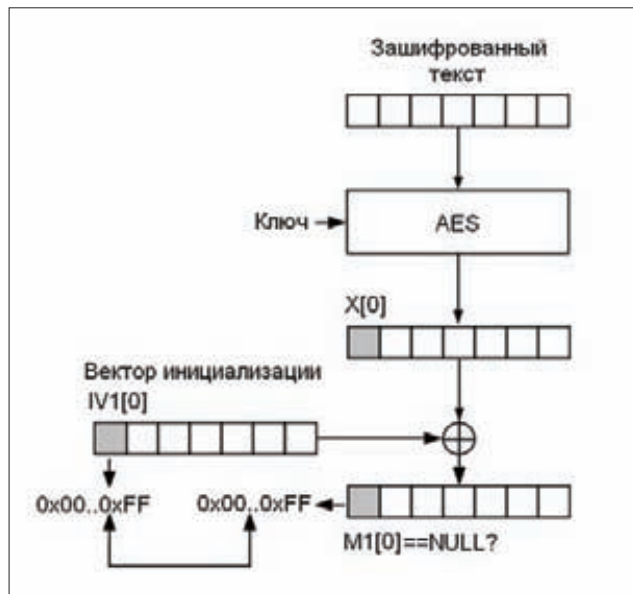 Зашифрованный
текст
Ключ
AES
X[0]
Вектор инициализации
IV1[0]
0x00..0xFF
0x00..0xFF
M1[0]==NULL?